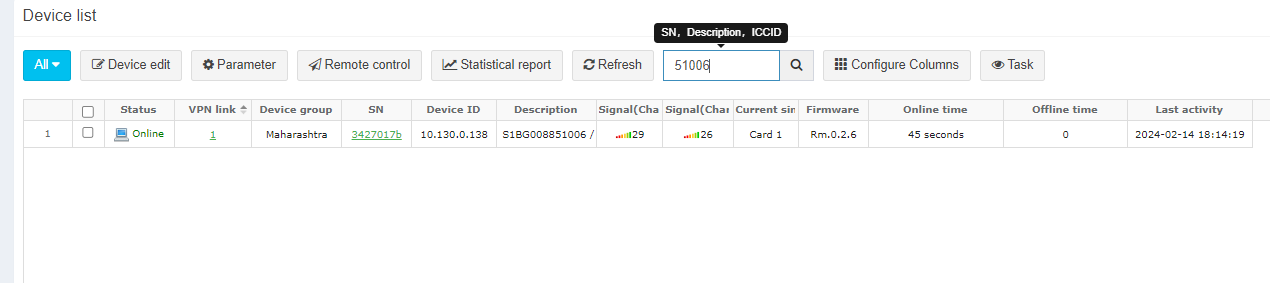 Device list
SN, Description, ICCID
All Device edit Parameter Remote control Statistical report Refresh 51006 Configure Columns Task
Status VPN link Device group SN Device ID Description Signal(Cha Signal(Char Current sim Firmware Online time Offline time Last activity
1 Online 1 Maharashtra 3427017b 10.130.0.138 S1BG008851006 / 29 26 Card 1 Rm.0.2.6 45 seconds 0 2024-02-14 18:14:19